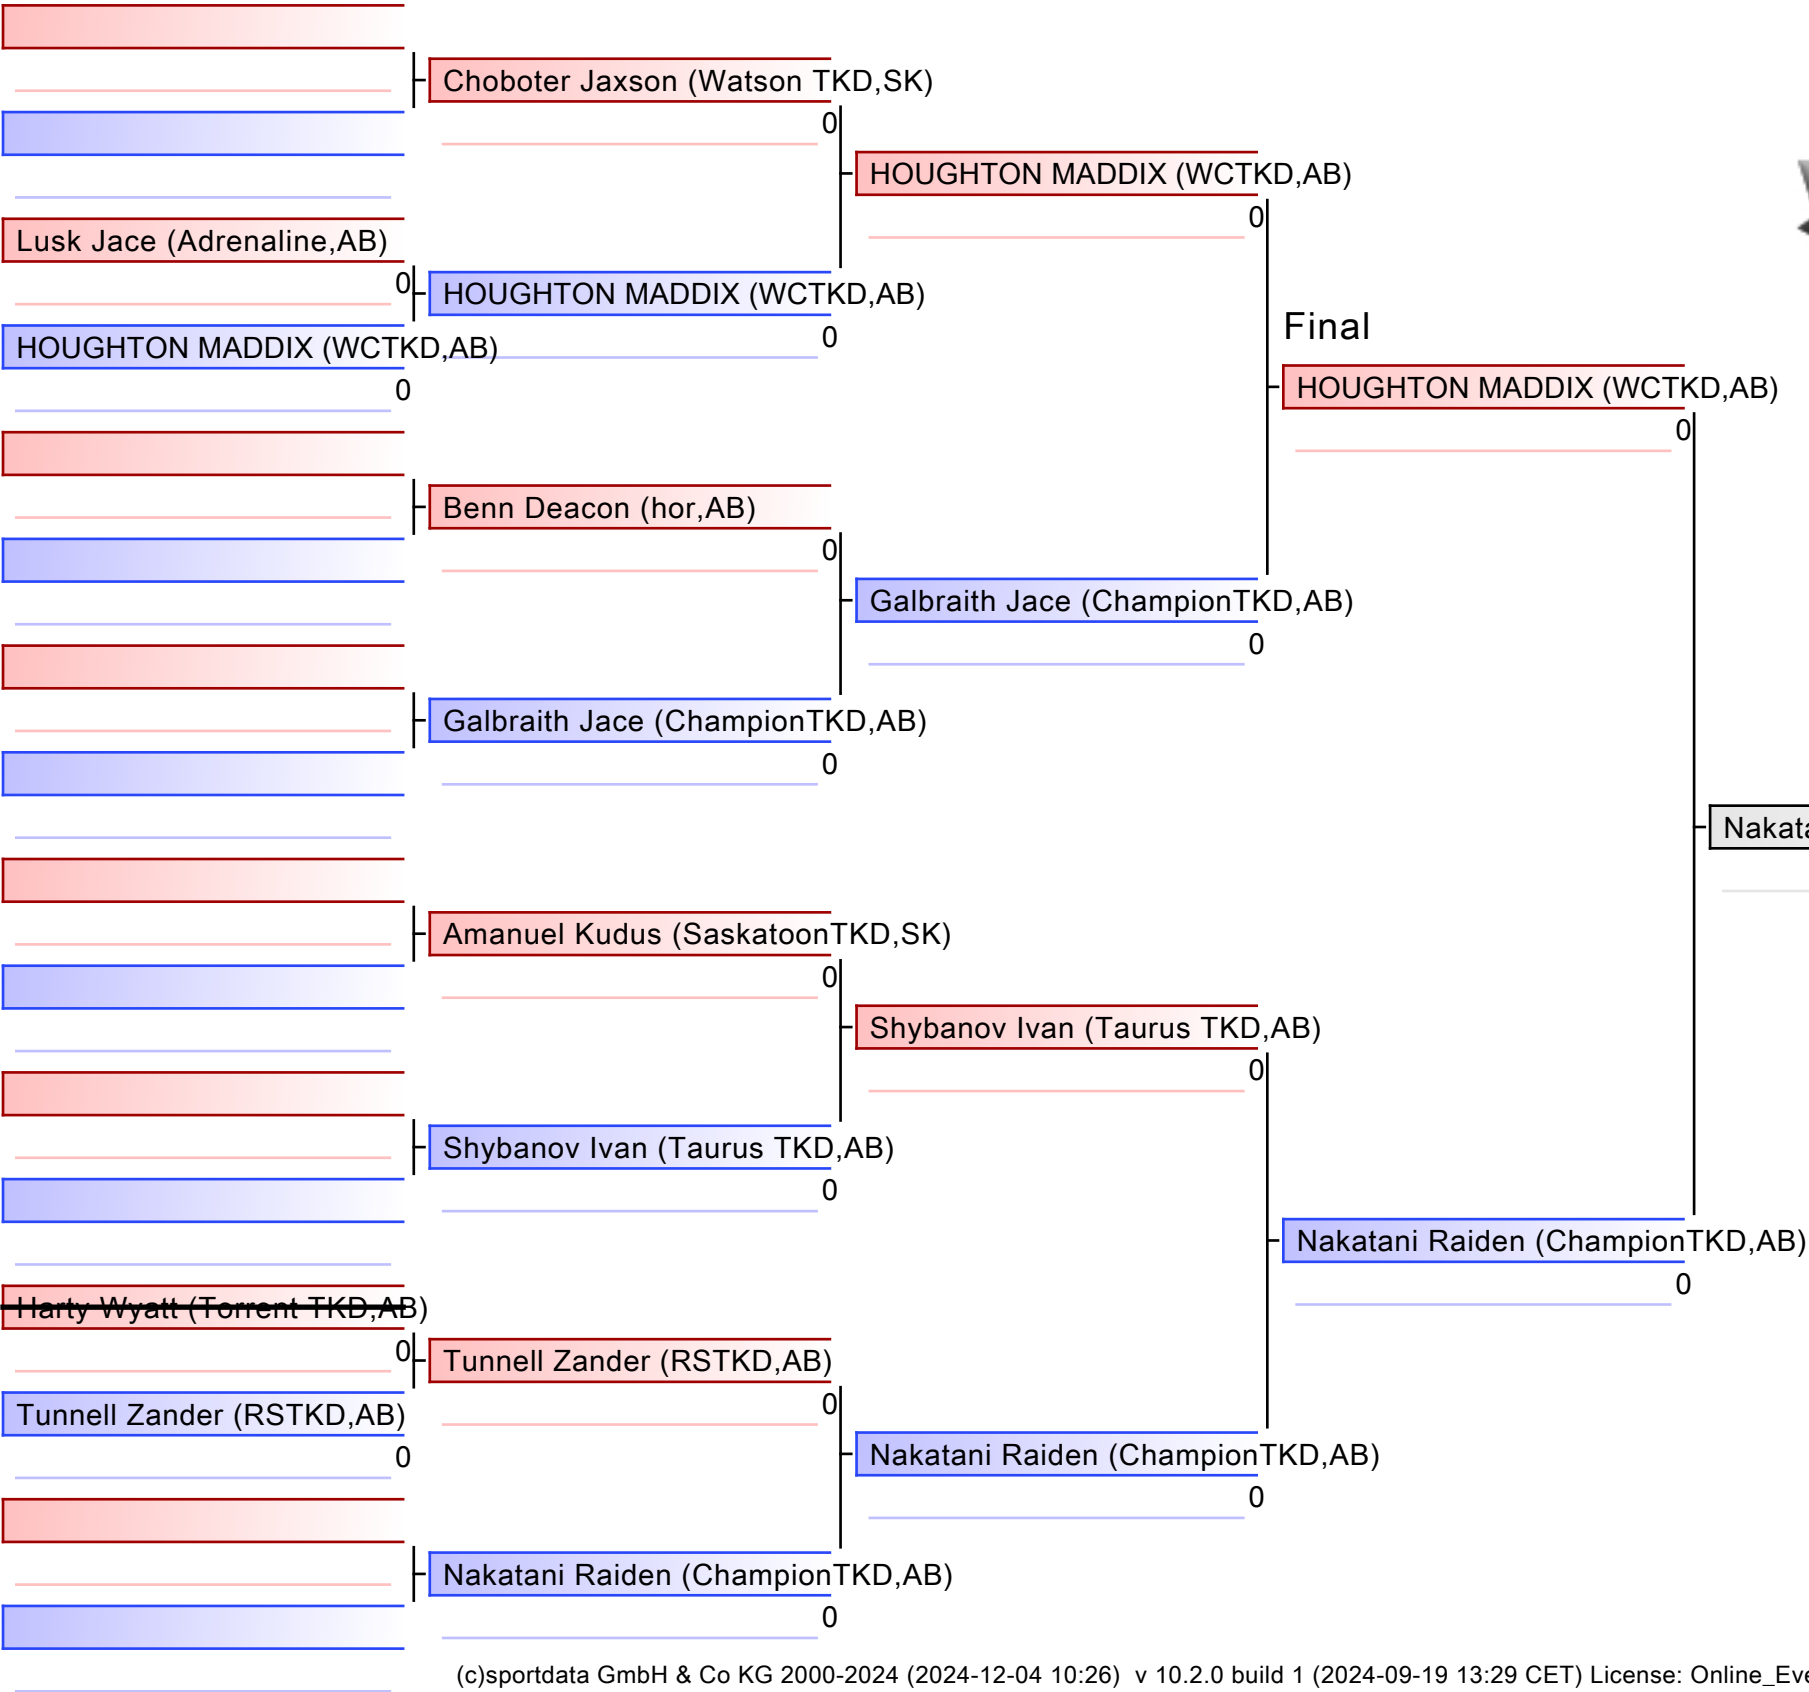 Choboter Jaxson (Watson TKD,SK)
0
HOUGHTON MADDIX (WCTKD,AB)
0
Lusk Jace (Adrenaline,AB)
0
HOUGHTON MADDIX (WCTKD,AB)
0
HOUGHTON MADDIX (WCTKD,AB)
0
Final
HOUGHTON MADDIX (WCTKD,AB)
0
Benn Deacon (hor,AB)
0
Galbraith Jace (ChampionTKD,AB)
0
Galbraith Jace (ChampionTKD,AB)
0
Nakata
Amanuel Kudus (SaskatoonTKD,SK)
0
Shybanov Ivan (Taurus TKD,AB)
0
Shybanov Ivan (Taurus TKD,AB)
0
Nakatani Raiden (ChampionTKD,AB)
0
Harty Wyatt (Torrent TKD,AB)
0
Tunnell Zander (RSTKD,AB)
0
Tunnell Zander (RSTKD,AB)
0
Nakatani Raiden (ChampionTKD,AB)
0
Nakatani Raiden (ChampionTKD,AB)
0
(c)sportdata GmbH & Co KG 2000-2024 (2024-12-04 10:26) v 10.2.0 build 1 (2024-09-19 13:29 CET) License: Online_Eve